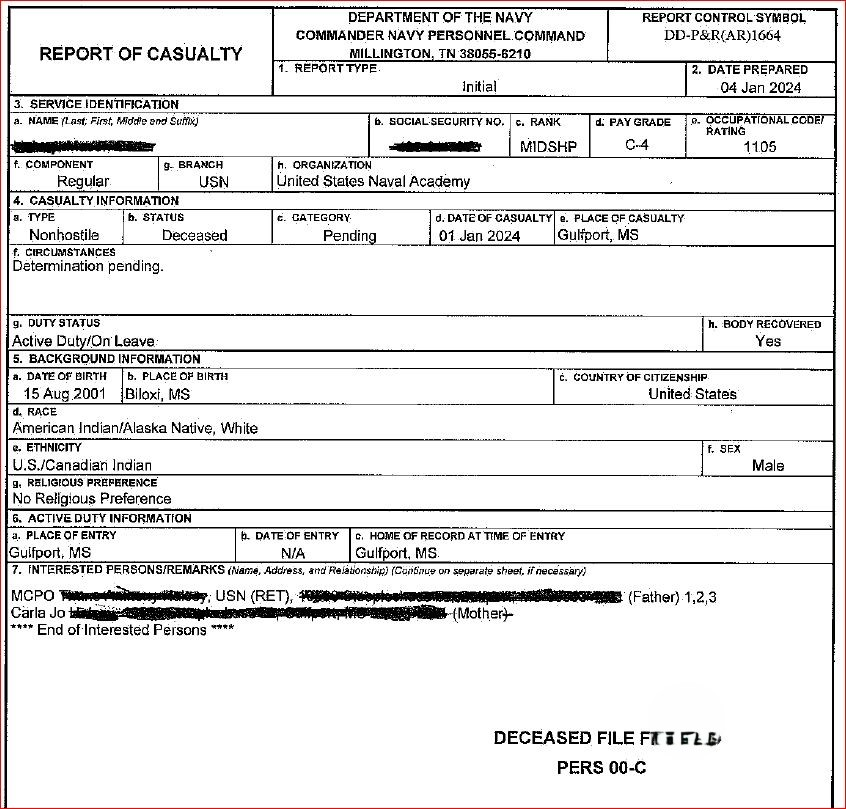 REPORT OF CASUALTY
DEPARTMENT OF THE NAVY
COMMANDER NAVY PERSONNEL COMMAND
MILLINGTON, TN 38055-6210
REPORT CONTROL SYMBOL
DD-P&R(AR)1664
1. REPORT TYPE
Initial
2. DATE PREPARED
04 Jan 2024
3. SERVICE IDENTIFICATION
a. NAME (Last, First, Middle and Suffix)
b. SOCIAL SECURITY NO.
c. RANK
MIDSHP
d. PAY GRADE
C-4
e. OCCUPATIONAL CODE/
RATING
1105
f. COMPONENT
Regular
g. BRANCH
USN
h. ORGANIZATION
United States Naval Academy
4. CASUALTY INFORMATION
a. TYPE
Nonhostile
b. STATUS
Deceased
c. CATEGORY
Pending
d. DATE OF CASUALTY
01 Jan 2024
e. PLACE OF CASUALTY
Gulfport, MS
f. CIRCUMSTANCES
Determination pending.
g. DUTY STATUS
Active Duty/On Leave
h. BODY RECOVERED
Yes
5. BACKGROUND INFORMATION
a. DATE OF BIRTH
15 Aug 2001
b. PLACE OF BIRTH
Biloxi, MS
c. COUNTRY OF CITIZENSHIP
United States
d. RACE
American Indian/Alaska Native, White
e. ETHNICITY
U.S./Canadian Indian
f. SEX
Male
g. RELIGIOUS PREFERENCE
No Religious Preference
6. ACTIVE DUTY INFORMATION
a. PLACE OF ENTRY
Gulfport, MS
b. DATE OF ENTRY
N/A
c. HOME OF RECORD AT TIME OF ENTRY
Gulfport, MS
7. INTERESTED PERSONS/REMARKS (Name, Address, and Relationship) (Continue on separate sheet, if necessary)
MCPO , USN (RET), (Father) 1,2,3
Carla Jo (Mother)
**** End of Interested Persons ****
DECEASED FILE
PERS 00-C